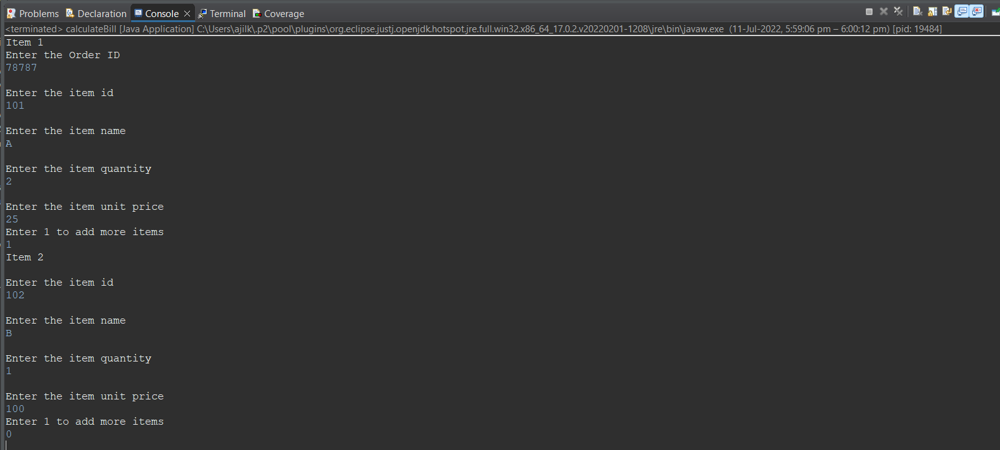 Problems Declaration Console Terminal Coverage
<terminated> calculateBill [Java Application] C:\Users\ajilk\.p2\pool\plugins\org.eclipse.justj.openjdk.hotspot.jre.full.win32.x86_64_17.0.2.v20220201-1208\jre\bin\javaw.exe (11-Jul-2022, 5:59:06 pm – 6:00:12 pm) [pid: 19484]
Item 1
Enter the Order ID
78787
Enter the item id
101
Enter the item name
A
Enter the item quantity
2
Enter the item unit price
25
Enter 1 to add more items
1
Item 2
Enter the item id
102
Enter the item name
B
Enter the item quantity
1
Enter the item unit price
100
Enter 1 to add more items
0